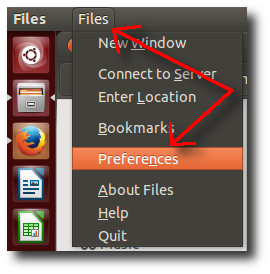 Files Files
New Window
Connect to Server
Enter Location
Bookmarks
Preferences
About Files
Help
Quit